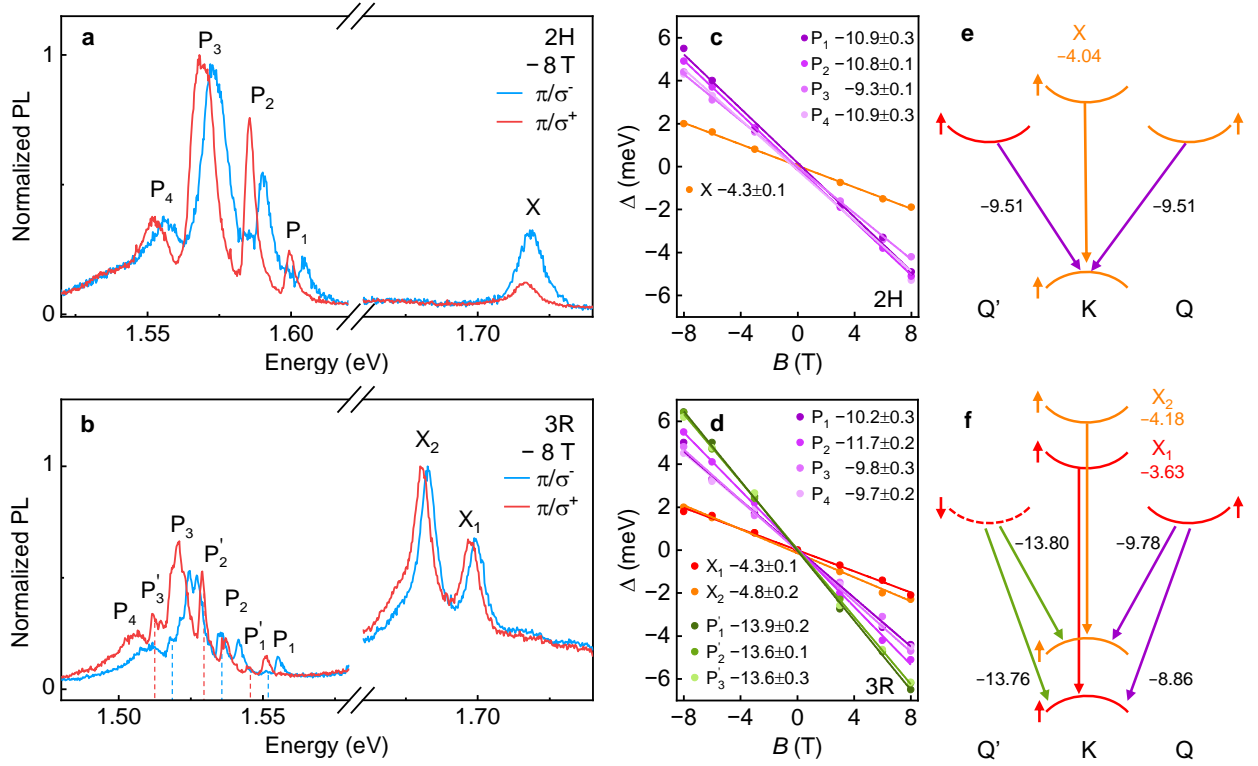 a
2H
− 8 T
π/σ⁻
π/σ⁺
P₄
P₃
P₂
P₁
X
Normalized PL
1
0
1.55
1.60
1.70
Energy (eV)
c
P₁ −10.9±0.3
P₂ −10.8±0.1
P₃ −9.3±0.1
P₄ −10.9±0.3
X −4.3±0.1
2H
Δ (meV)
6
4
2
0
−2
−4
−6
−8
−4
0
4
8
B (T)
e
X
−4.04
−9.51
−9.51
Q'
K
Q
b
3R
− 8 T
π/σ⁻
π/σ⁺
P₄
P₃'
P₃
P₂'
P₂
P₁'
P₁
X₂
X₁
Normalized PL
1
0
1.50
1.55
1.70
Energy (eV)
d
P₁ −10.2±0.3
P₂ −11.7±0.2
P₃ −9.8±0.3
P₄ −9.7±0.2
X₁ −4.3±0.1
X₂ −4.8±0.2
P₁' −13.9±0.2
P₂' −13.6±0.1
P₃' −13.6±0.3
3R
Δ (meV)
6
4
2
0
−2
−4
−6
−8
−4
0
4
8
B (T)
f
X₂
−4.18
X₁
−3.63
−13.80
−9.78
−13.76
−8.86
Q'
K
Q